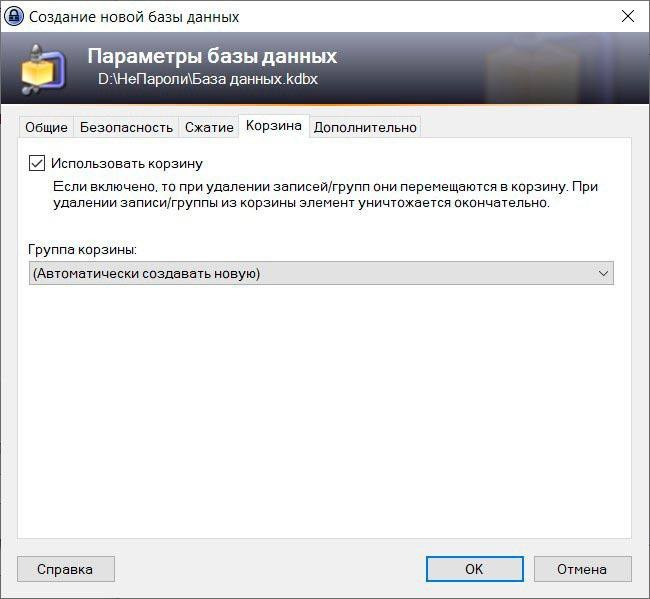 Создание новой базы данных
Параметры базы данных
D:\НеПароли\База данных.kdbx
Общие Безопасность Сжатие Корзина Дополнительно
Использовать корзину
Если включено, то при удалении записей/групп они перемещаются в корзину. При
удалении записи/группы из корзины элемент уничтожается окончательно.
Группа корзины:
(Автоматически создавать новую)
Справка OK Отмена